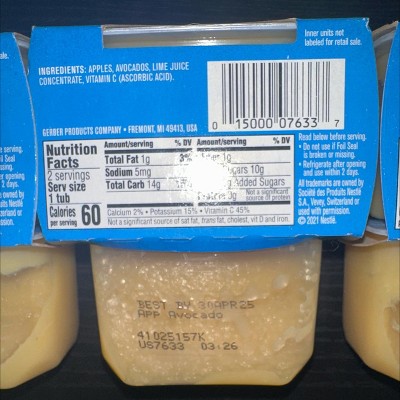 Inner units not
labeled for retail sale.
INGREDIENTS: APPLES, AVOCADOS, LIME JUICE
CONCENTRATE, VITAMIN C (ASCORBIC ACID).
0 15000 07633 7
GERBER PRODUCTS COMPANY • FREMONT, MI 49413, USA
Nutrition
Facts
2 servings
Serv size
1 tub
Calories 60
per serving
Amount/serving % DV
Total Fat 1g
Sodium 5mg
Total Carb 14g
Amount/serving % DV
1g
10g
Added Sugars
Not a significant
source of protein
Calcium 2% • Potassium 15% • Vitamin C 45%
Not a significant source of sat fat, trans fat, cholest, vit D and iron.
Read below before serving.
• Do not use if Foil Seal
is broken or missing.
• Refrigerate after opening
and use within 2 days.
All trademarks are owned by
Société des Produits Nestlé
S.A., Vevey, Switzerland or
used with permission.
© 2021 Nestlé.
BEST BY 30APR25
APP Avocado
41025157K
US7633 03:26